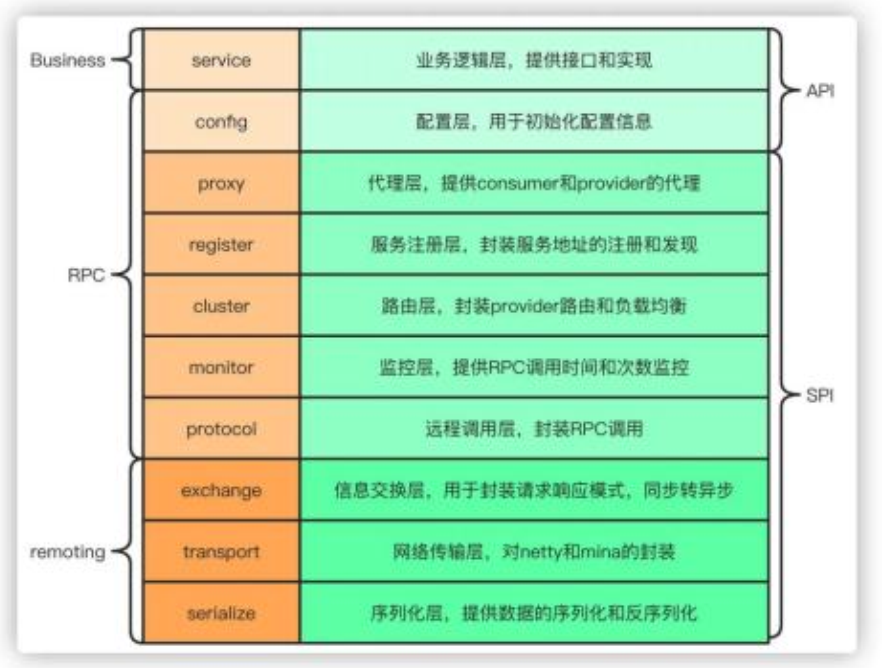 Business
service
业务逻辑层，提供接口和实现
API
config
配置层，用于初始化配置信息
proxy
代理层，提供consumer和provider的代理
register
服务注册层，封装服务地址的注册和发现
RPC
cluster
路由层，封装provider路由和负载均衡
monitor
监控层，提供RPC调用时间和次数监控
SPI
protocol
远程调用层，封装RPC调用
exchange
信息交换层，用于封装请求响应模式，同步转异步
remoting
transport
网络传输层，对netty和mina的封装
serialize
序列化层，提供数据的序列化和反序列化